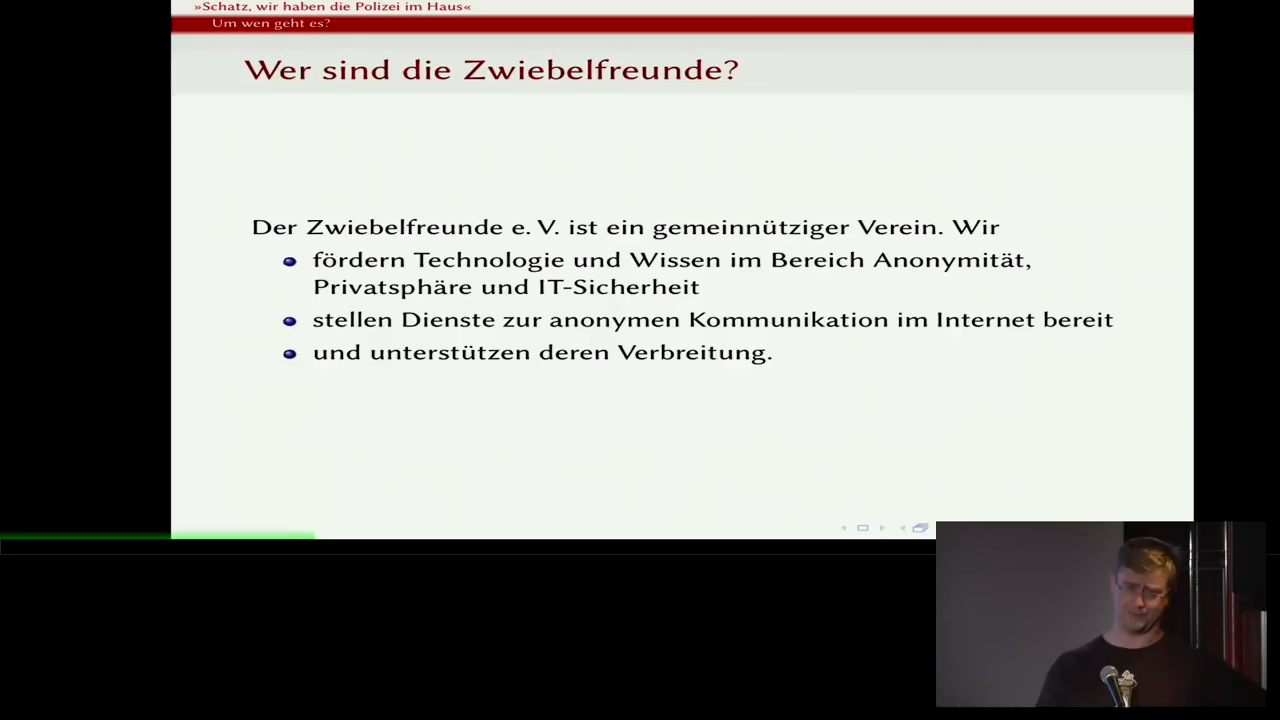 »Schatz, wir haben die Polizei im Haus«
Um wen geht es?
Wer sind die Zwiebelfreunde?
Der Zwiebelfreunde e. V. ist ein gemeinnütziger Verein. Wir
fördern Technologie und Wissen im Bereich Anonymität,
Privatsphäre und IT-Sicherheit
stellen Dienste zur anonymen Kommunikation im Internet bereit
und unterstützen deren Verbreitung.